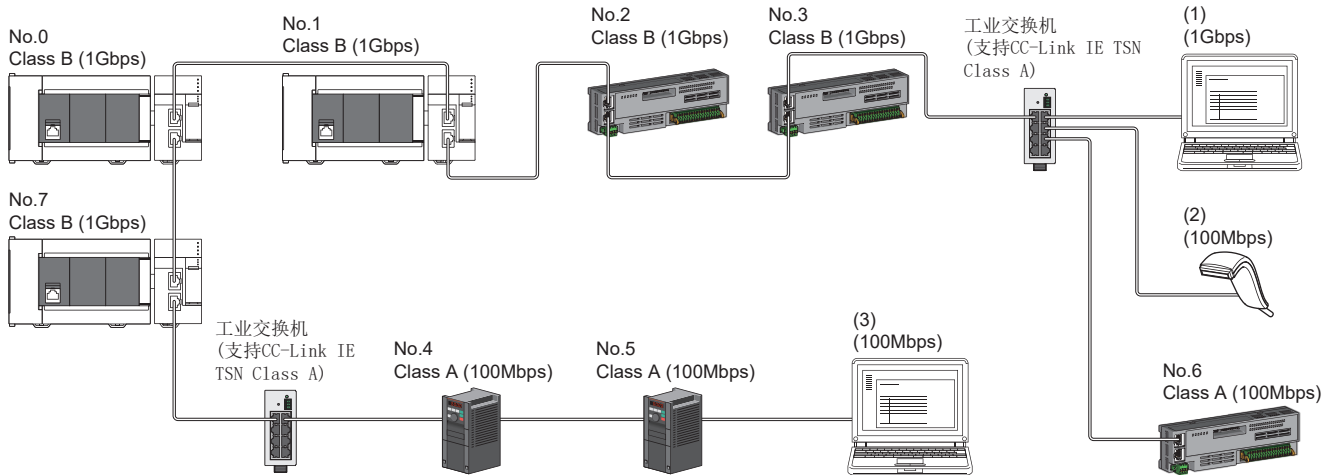 No.0
Class B (1Gbps)
No.1
Class B (1Gbps)
No.2
Class B (1Gbps)
No.3
Class B (1Gbps)
工业交换机
(支持CC-Link IE TSN
Class A)
(1)
(1Gbps)
No.7
Class B (1Gbps)
(2)
(100Mbps)
工业交换机
(支持CC-Link IE
TSN Class A)
No.4
Class A (100Mbps)
No.5
Class A (100Mbps)
(3)
(100Mbps)
No.6
Class A (100Mbps)